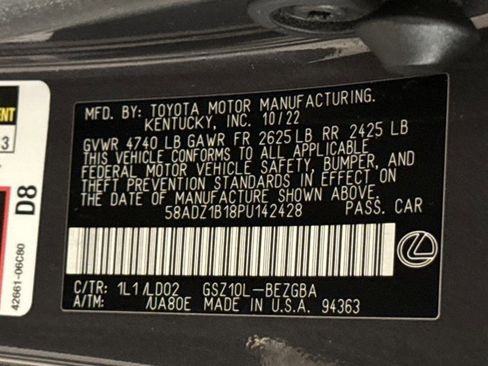 MFD. BY: TOYOTA MOTOR MANUFACTURING.
KENTUCKY, INC. 10/22
GVWR 4740 LB GAWR FR 2625 LB RR 2425 LB
THIS VEHICLE CONFORMS TO ALL APPLICABLE
FEDERAL MOTOR VEHICLE SAFETY, BUMPER, AND
THEFT PREVENTION STANDARDS IN EFFECT ON
THE DATE OF MANUFACTURE SHOWN ABOVE.
58ADZ1B18PU142428 PASS. CAR
C/TR: 1L1/LD02 GSZ10L-BEZGBA
A/TM: /UA80E MADE IN U.S.A. 94363
D8
42661-06C80